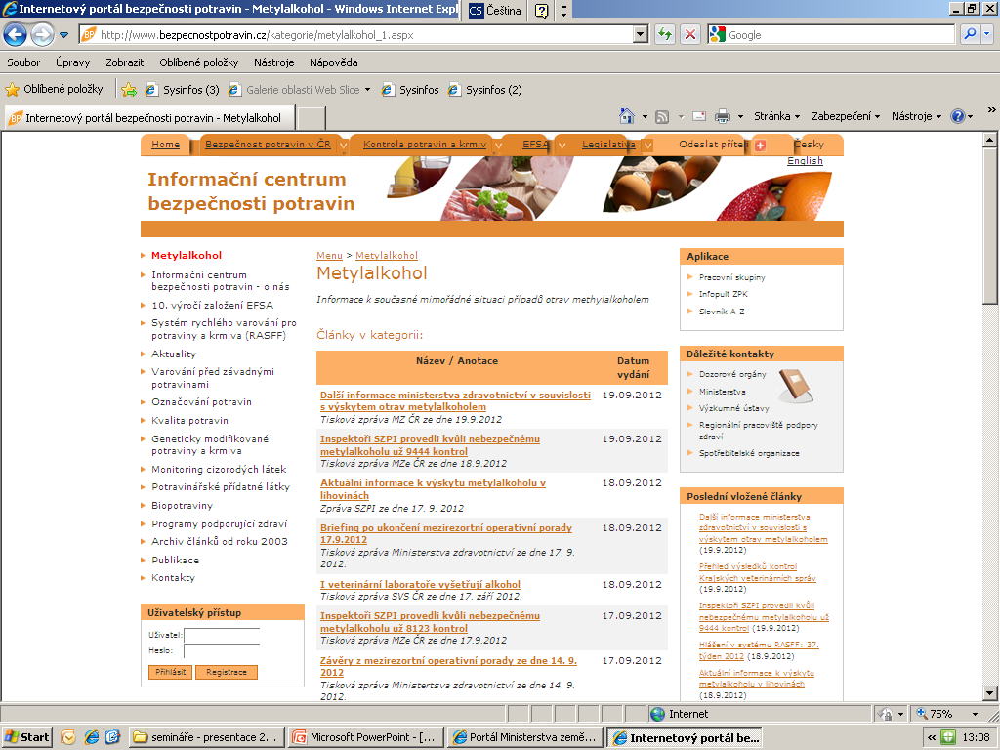 Internetový portál bezpečnosti potravin - Metylalkohol - Windows Internet Expl
CS Čeština
http://www.bezpecnostpotravin.cz/kategorie/metylalkohol_1.aspx
Google
Soubor Úpravy Zobrazit Oblíbené položky Nástroje Nápověda
Oblíbené položky Sysinfos (3) Galerie oblastí Web Slice Sysinfos Sysinfos (2)
Internetový portál bezpečnosti potravin - Metylalkohol
Stránka Zabezpečení Nástroje
Home Bezpečnost potravin v ČR Kontrola potravin a krmiv EFSA Legislativa Odeslat příteli Česky
English
Informační centrum
bezpečnosti potravin
Metylalkohol
Informační centrum
bezpečnosti potravin - o nás
10. výročí založení EFSA
Systém rychlého varování pro
potraviny a krmiva (RASFF)
Aktuality
Varování před závadnými
potravinami
Označování potravin
Kvalita potravin
Geneticky modifikované
potraviny a krmiva
Monitoring cizorodých látek
Potravinářské přídatné látky
Biopotraviny
Programy podporující zdraví
Archiv článků od roku 2003
Publikace
Kontakty
Uživatelský přístup
Uživatel:
Heslo:
Přihlásit Registrace
Menu > Metylalkohol
Metylalkohol
Informace k současné mimořádné situaci případů otrav methylalkoholem
Články v kategorii:
Název / Anotace Datum
vydání
Další informace ministerstva zdravotnictví v souvislosti 19.09.2012
s výskytem otrav metylalkoholem
Tisková zpráva MZ ČR ze dne 19.9.2012
Inspektoři SZPI provedli kvůli nebezpečnému 19.09.2012
metylalkoholu už 9444 kontrol
Tisková zpráva MZe ČR ze dne 18.9.2012
Aktuální informace k výskytu metylalkoholu v 18.09.2012
lihovinách
Zpráva SZPI ze dne 17. 9. 2012
Briefing po ukončení mezirezortní operativní porady 18.09.2012
17.9.2012
Tisková zpráva Ministerstva zdravotnictví ze dne 17. 9.
2012.
I veterinární laboratoře vyšetřují alkohol 18.09.2012
Tisková zpráva SVS ČR ze dne 17. září 2012.
Inspektoři SZPI provedli kvůli nebezpečnému 17.09.2012
metylalkoholu už 8123 kontrol
Tisková zpráva MZe ČR ze dne 17.9.2012
Závěry z mezirezortní operativní porady ze dne 14. 9. 17.09.2012
2012
Tisková zpráva Ministertsva zdravotnictví ze dne 14. 9.
2012.
Aplikace
Pracovní skupiny
Infopult ZPK
Slovník A-Z
Důležité kontakty
Dozorové orgány
Ministerstva
Výzkumné ústavy
Regionální pracoviště podpory
zdraví
Spotřebitelské organizace
Poslední vložené články
Další informace ministerstva
zdravotnictví v souvislosti s
výskytem otrav metylalkoholem
(19.9.2012)
Přehled výsledků kontrol
Krajských veterinárních správ
(19.9.2012)
Inspektoři SZPI provedli kvůli
nebezpečnému metylalkoholu už
9444 kontrol (19.9.2012)
Hlášení v systému RASFF: 37.
týden 2012 (18.9.2012)
Aktuální informace k výskytu
metylalkoholu v lihovinách
(18.9.2012)
Internet 75%
Start semináře - presentace 2... Microsoft PowerPoint - [... Portál Ministerstva země... Internetový portál be... 13:08